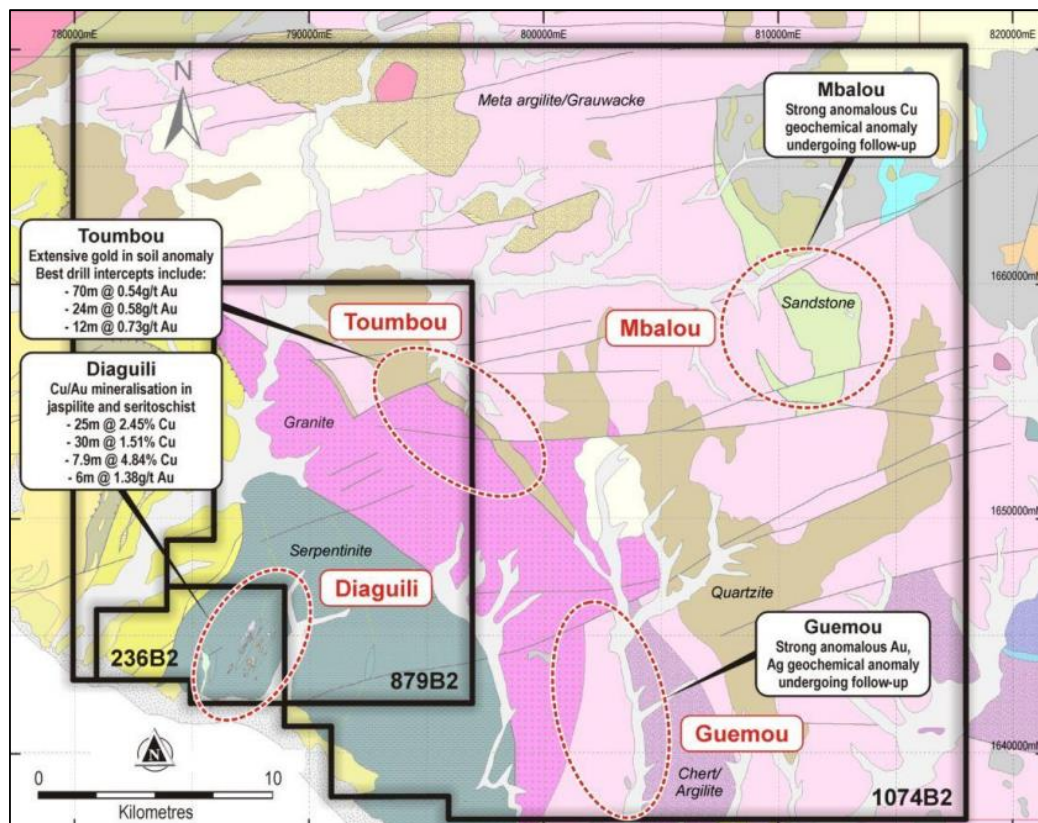 780000mE
790000mE
800000mE
810000mE
820000mE
N
Meta argilite/Grauwacke
Mbalou
Strong anomalous Cu
geochemical anomaly
undergoing follow-up
Toumbou
Extensive gold in soil anomaly
Best drill intercepts include:
- 70m @ 0.54g/t Au
- 24m @ 0.58g/t Au
- 12m @ 0.73g/t Au
1660000mN
Sandstone
Toumbou
Mbalou
Diaguili
Cu/Au mineralisation in
jaspilite and seritoschist
- 25m @ 2.45% Cu
- 30m @ 1.51% Cu
- 7.9m @ 4.84% Cu
- 6m @ 1.38g/t Au
Granite
1650000mN
Serpentinite
Diaguili
Quartzite
Guemou
Strong anomalous Au,
Ag geochemical anomaly
undergoing follow-up
236B2
879B2
Guemou
1640000mN
N
0
10
Kilometres
Chert/
Argilite
1074B2